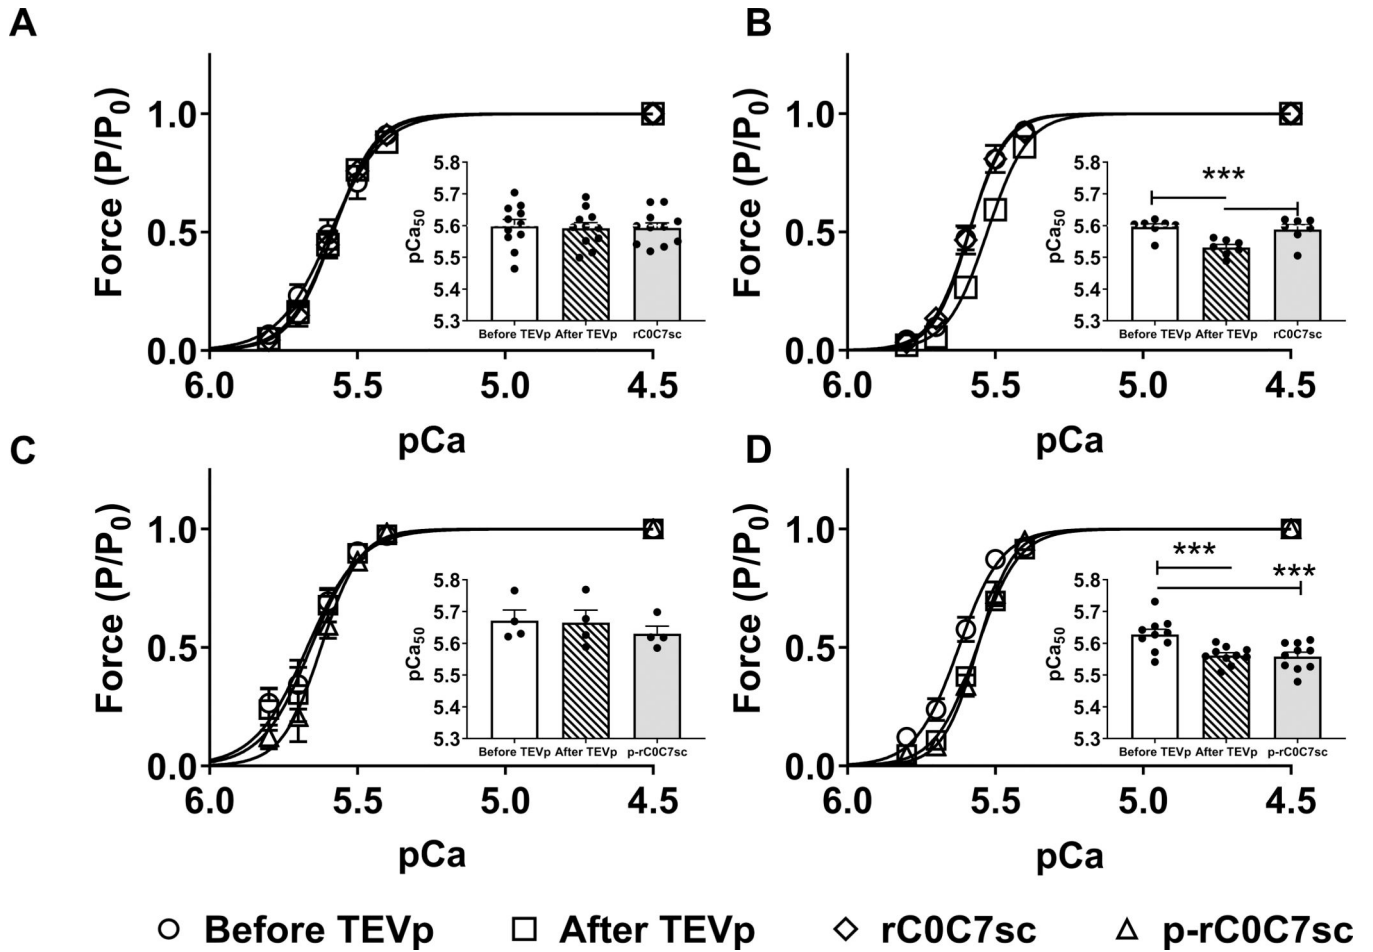 A
Force (P/P0)
1.0
0.5
0.0
6.0 5.5 5.0 4.5
pCa
pCa50
5.8
5.7
5.6
5.5
5.4
5.3
Before TEVp After TEVp rC0C7sc
B
Force (P/P0)
1.0
0.5
0.0
6.0 5.5 5.0 4.5
pCa
pCa50
5.8
5.7
5.6
5.5
5.4
5.3
***
Before TEVp After TEVp rC0C7sc
C
Force (P/P0)
1.0
0.5
0.0
6.0 5.5 5.0 4.5
pCa
pCa50
5.8
5.7
5.6
5.5
5.4
5.3
Before TEVp After TEVp p-rC0C7sc
D
Force (P/P0)
1.0
0.5
0.0
6.0 5.5 5.0 4.5
pCa
pCa50
5.8
5.7
5.6
5.5
5.4
5.3
***
***
Before TEVp After TEVp p-rC0C7sc
Before TEVp After TEVp rC0C7sc p-rC0C7sc